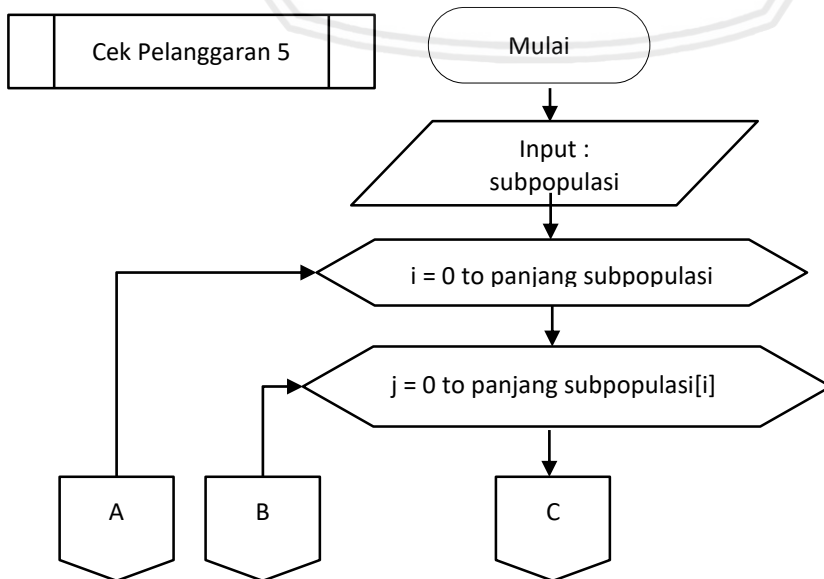 Cek Pelanggaran 5
Mulai
Input :
subpopulasi
i = 0 to panjang subpopulasi
j = 0 to panjang subpopulasi[i]
A
B
C